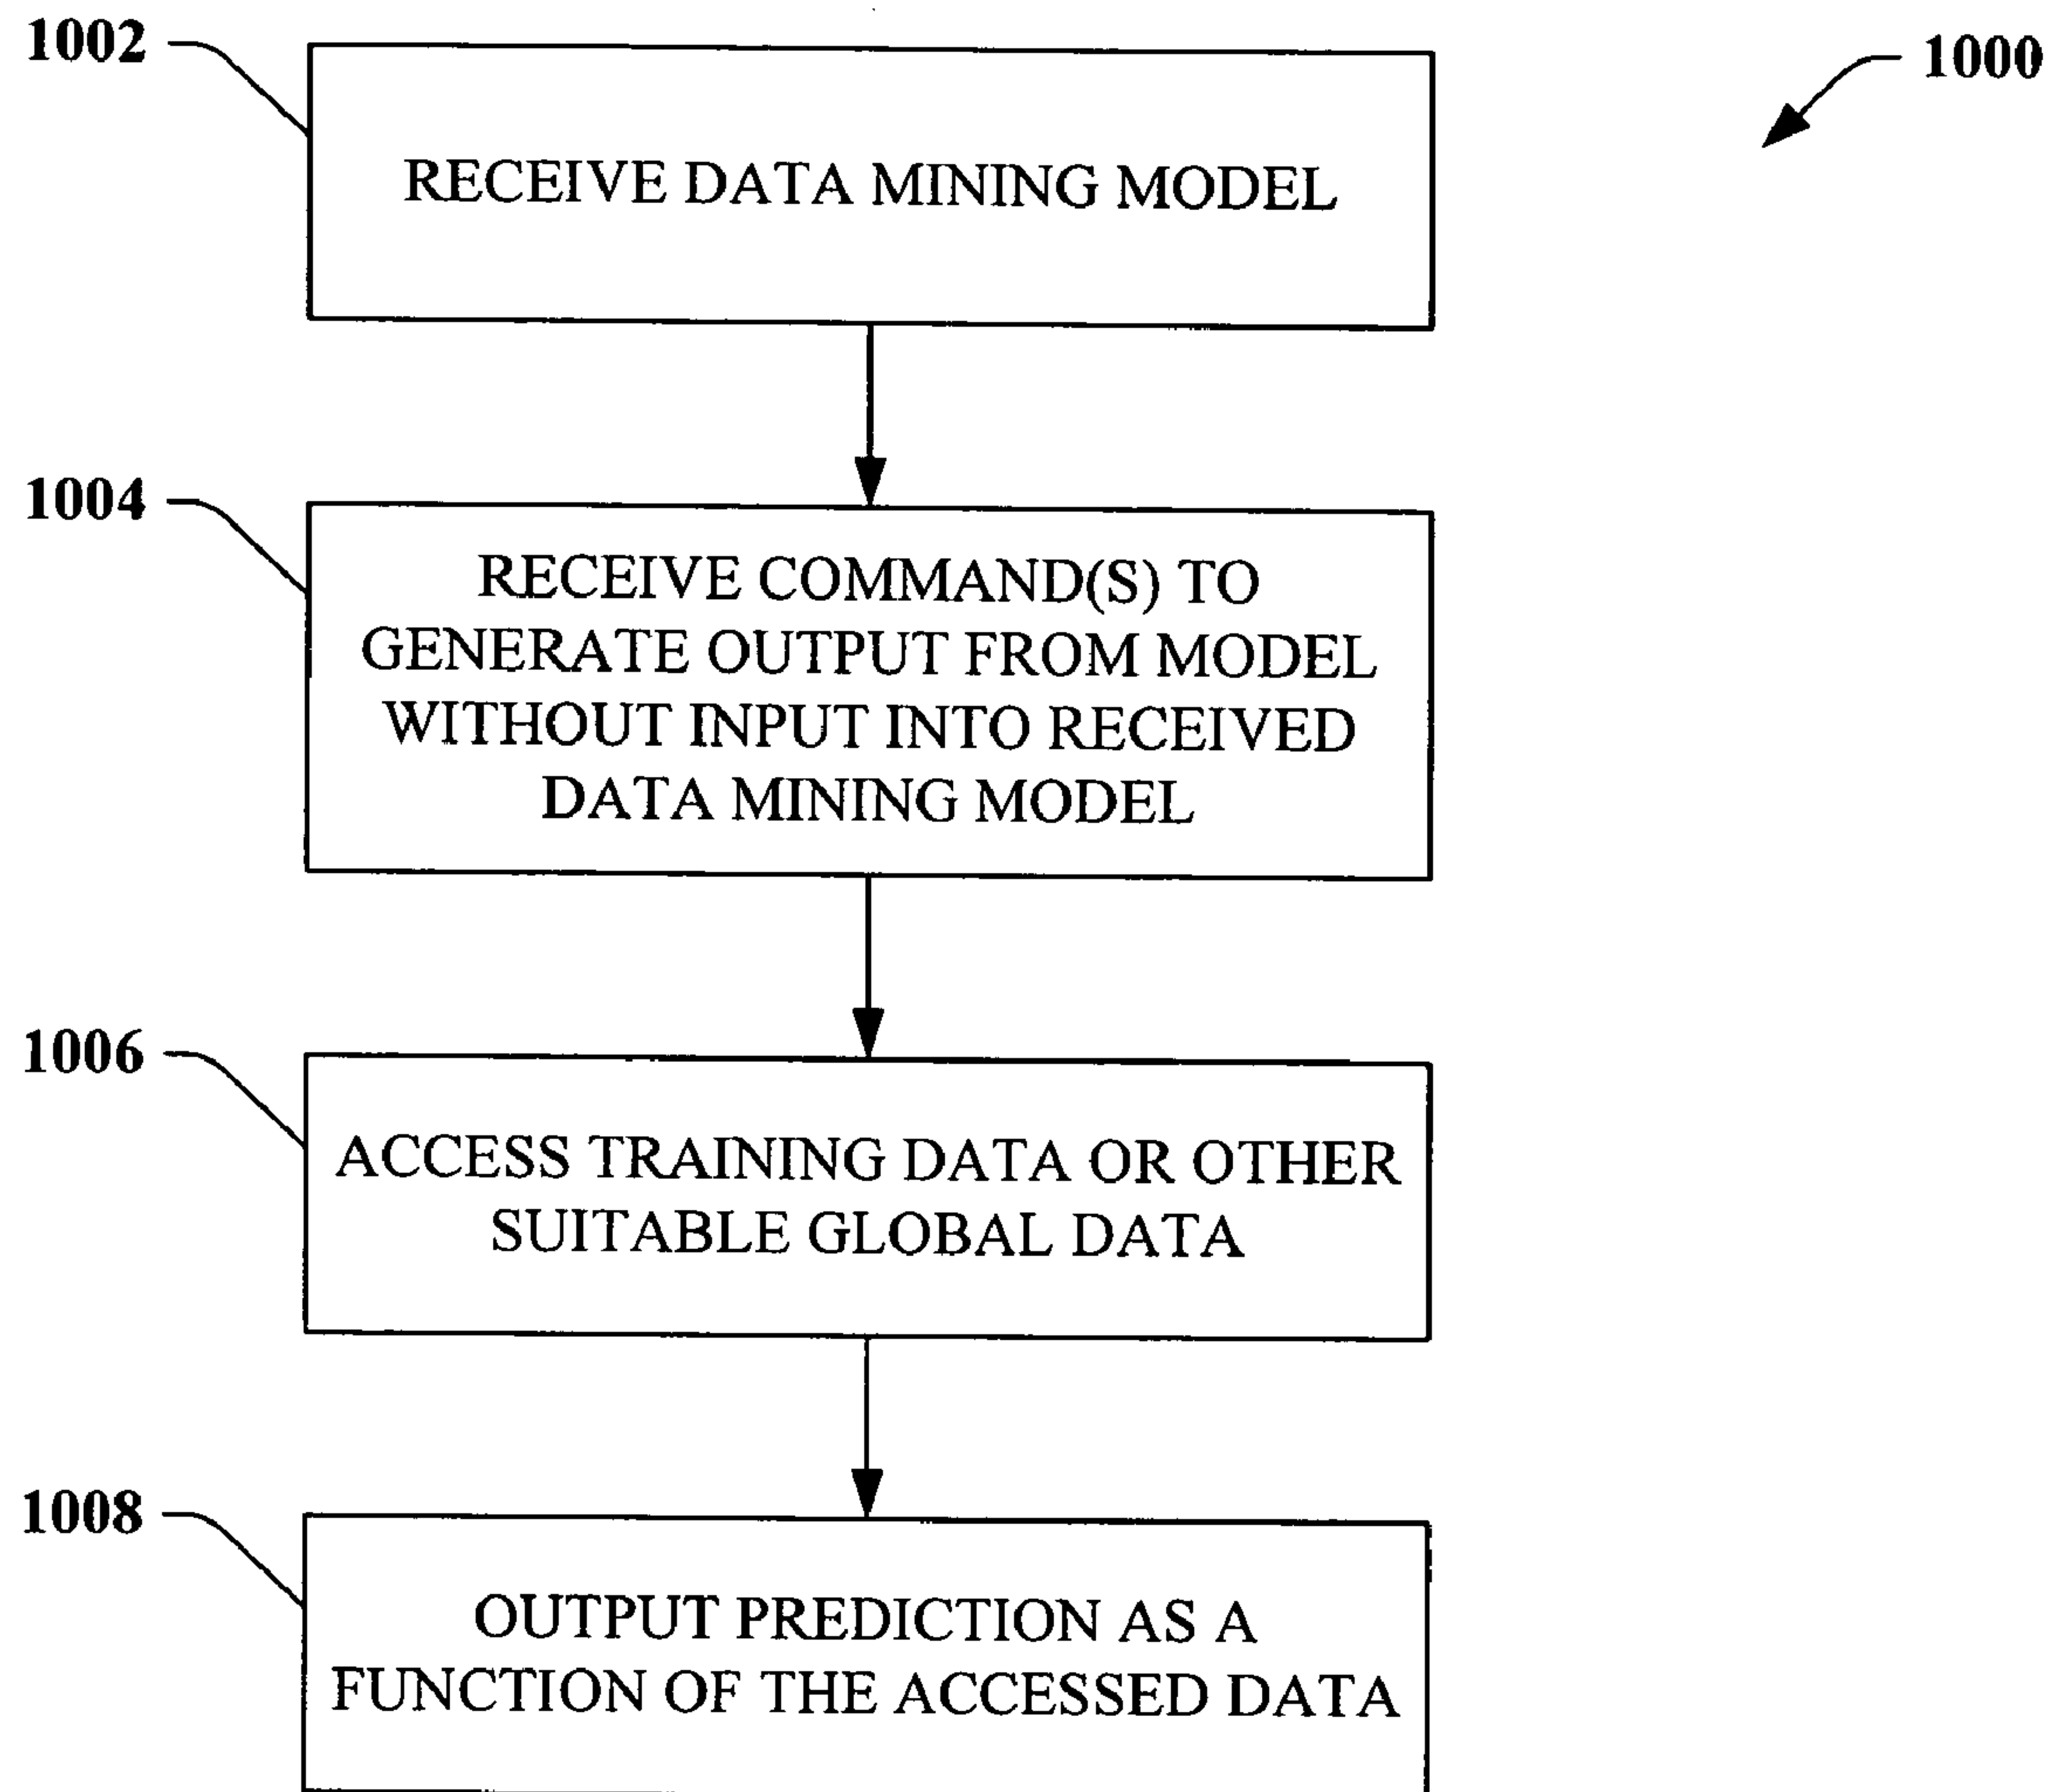 1002
1000
RECEIVE DATA MINING MODEL
1004
RECEIVE COMMAND(S) TO
GENERATE OUTPUT FROM MODEL
WITHOUT INPUT INTO RECEIVED
DATA MINING MODEL
1006
ACCESS TRAINING DATA OR OTHER
SUITABLE GLOBAL DATA
1008
OUTPUT PREDICTION AS A
FUNCTION OF THE ACCESSED DATA